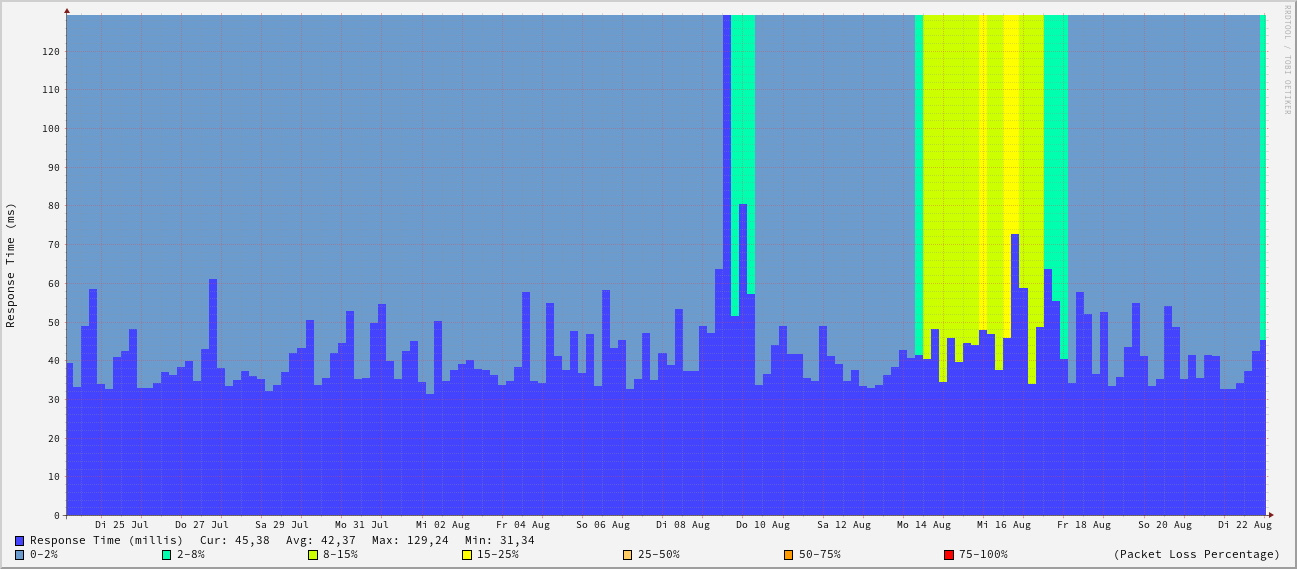 RRDTOOL / TOBI OETIKER
Response Time (ms)
120
110
100
90
80
70
60
50
40
30
20
10
0
Di 25 Jul Do 27 Jul Sa 29 Jul Mo 31 Jul Mi 02 Aug Fr 04 Aug So 06 Aug Di 08 Aug Do 10 Aug Sa 12 Aug Mo 14 Aug Mi 16 Aug Fr 18 Aug So 20 Aug Di 22 Aug
Response Time (millis) Cur: 45,38 Avg: 42,37 Max: 129,24 Min: 31,34
0-2% 2-8% 8-15% 15-25% 25-50% 50-75% 75-100% (Packet Loss Percentage)